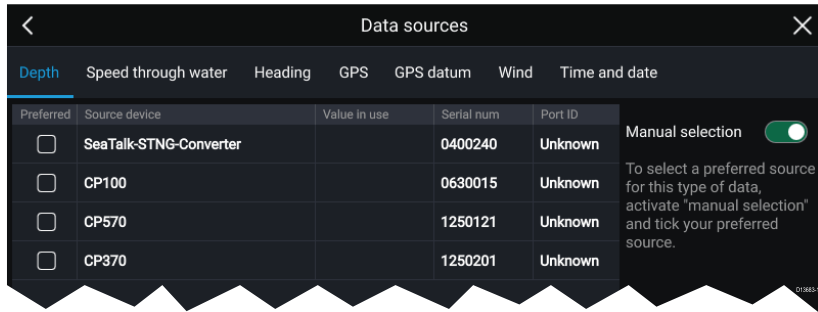 Data sources
Depth Speed through water Heading GPS GPS datum Wind Time and date
Preferred Source device Value in use Serial num Port ID
SeaTalk-STNG-Converter 0400240 Unknown
CP100 0630015 Unknown
CP570 1250121 Unknown
CP370 1250201 Unknown
Manual selection
To select a preferred source
for this type of data,
activate "manual selection"
and tick your preferred
source.